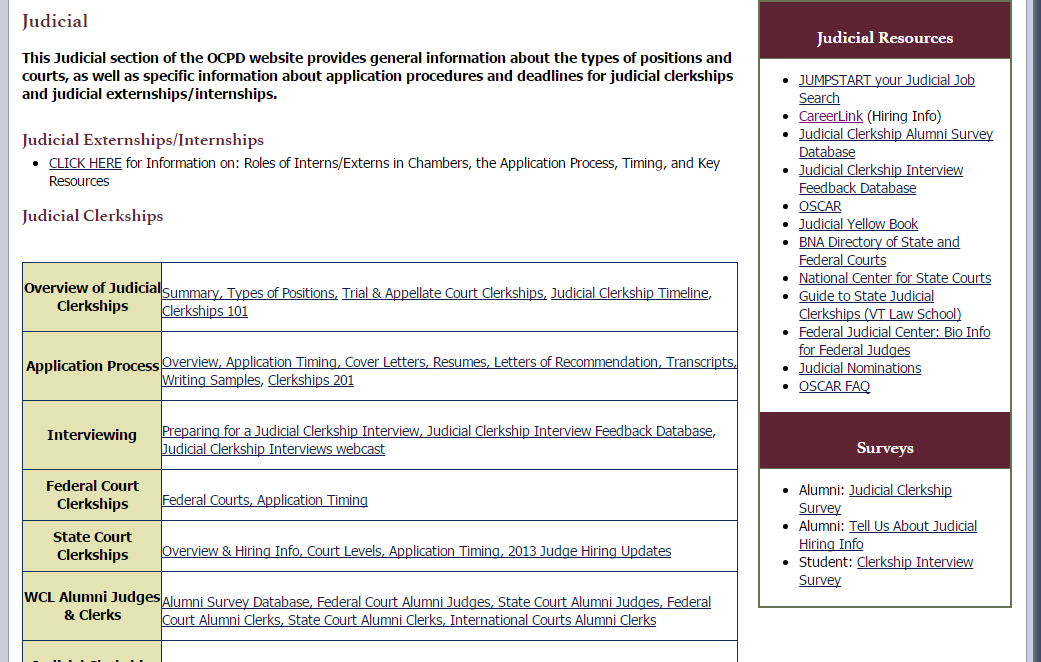 Judicial
This Judicial section of the OCPD website provides general information about the types of positions and
courts, as well as specific information about application procedures and deadlines for judicial clerkships
and judicial externships/internships.
Judicial Externships/Internships
CLICK HERE for Information on: Roles of Interns/Externs in Chambers, the Application Process, Timing, and Key
Resources
Judicial Clerkships
Overview of Judicial
Clerkships
Summary, Types of Positions, Trial & Appellate Court Clerkships, Judicial Clerkship Timeline,
Clerkships 101
Application Process
Overview, Application Timing, Cover Letters, Resumes, Letters of Recommendation, Transcripts,
Writing Samples, Clerkships 201
Interviewing
Preparing for a Judicial Clerkship Interview, Judicial Clerkship Interview Feedback Database,
Judicial Clerkship Interviews webcast
Federal Court
Clerkships
Federal Courts, Application Timing
State Court
Clerkships
Overview & Hiring Info, Court Levels, Application Timing, 2013 Judge Hiring Updates
WCL Alumni Judges
& Clerks
Alumni Survey Database, Federal Court Alumni Judges, State Court Alumni Judges, Federal
Court Alumni Clerks, State Court Alumni Clerks, International Courts Alumni Clerks
Judicial Resources
JUMPSTART your Judicial Job
Search
CareerLink (Hiring Info)
Judicial Clerkship Alumni Survey
Database
Judicial Clerkship Interview
Feedback Database
OSCAR
Judicial Yellow Book
BNA Directory of State and
Federal Courts
National Center for State Courts
Guide to State Judicial
Clerkships (VT Law School)
Federal Judicial Center: Bio Info
for Federal Judges
Judicial Nominations
OSCAR FAQ
Surveys
Alumni: Judicial Clerkship
Survey
Alumni: Tell Us About Judicial
Hiring Info
Student: Clerkship Interview
Survey